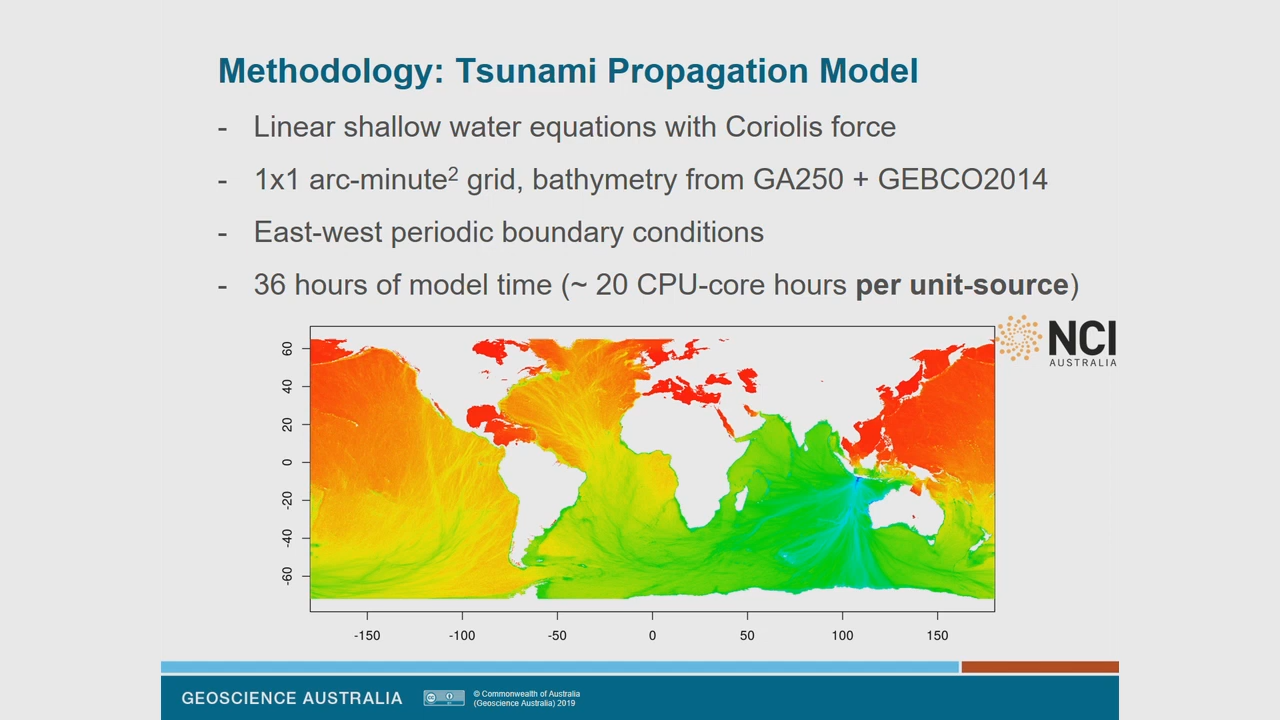 Methodology: Tsunami Propagation Model
- Linear shallow water equations with Coriolis force
- 1x1 arc-minute² grid, bathymetry from GA250 + GEBCO2014
- East-west periodic boundary conditions
- 36 hours of model time (~ 20 CPU-core hours per unit-source)
NCI
AUSTRALIA
60
40
20
0
-20
-40
-60
-150 -100 -50 0 50 100 150
GEOSCIENCE AUSTRALIA
© Commonwealth of Australia
(Geoscience Australia) 2019